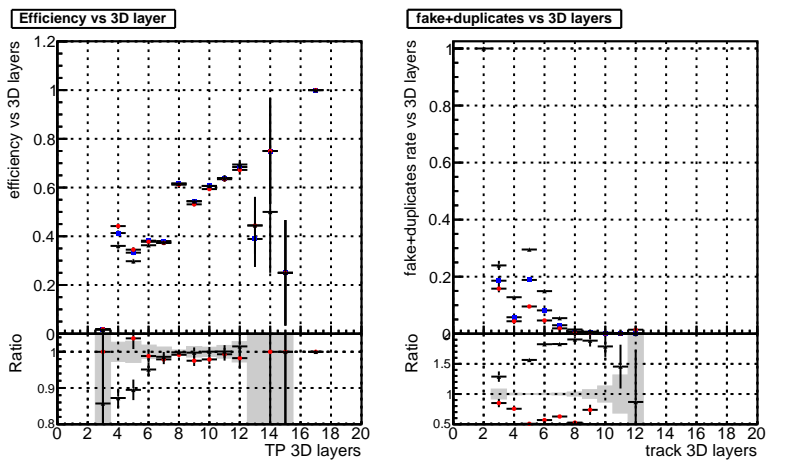 Efficiency vs 3D layer
efficiency vs 3D layers
1.2
1
0.8
0.6
0.4
0.2
0
Ratio
1
0.9
0.8
0 2 4 6 8 10 12 14 16 18 20
TP 3D layers
fake+duplicates vs 3D layers
fake+duplicates rate vs 3D layers
1
0.8
0.6
0.4
0.2
0
Ratio
2
1.5
1
0.5
0 2 4 6 8 10 12 14 16 18 20
track 3D layers